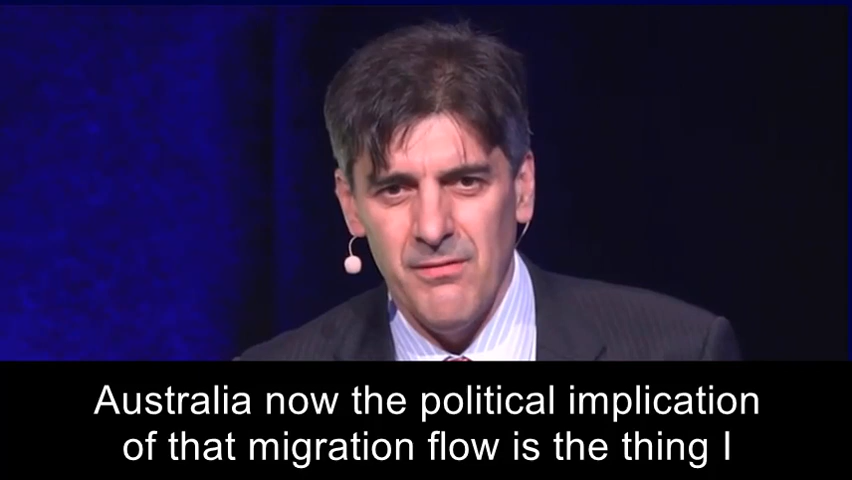 Australia now the political implication
of that migration flow is the thing I